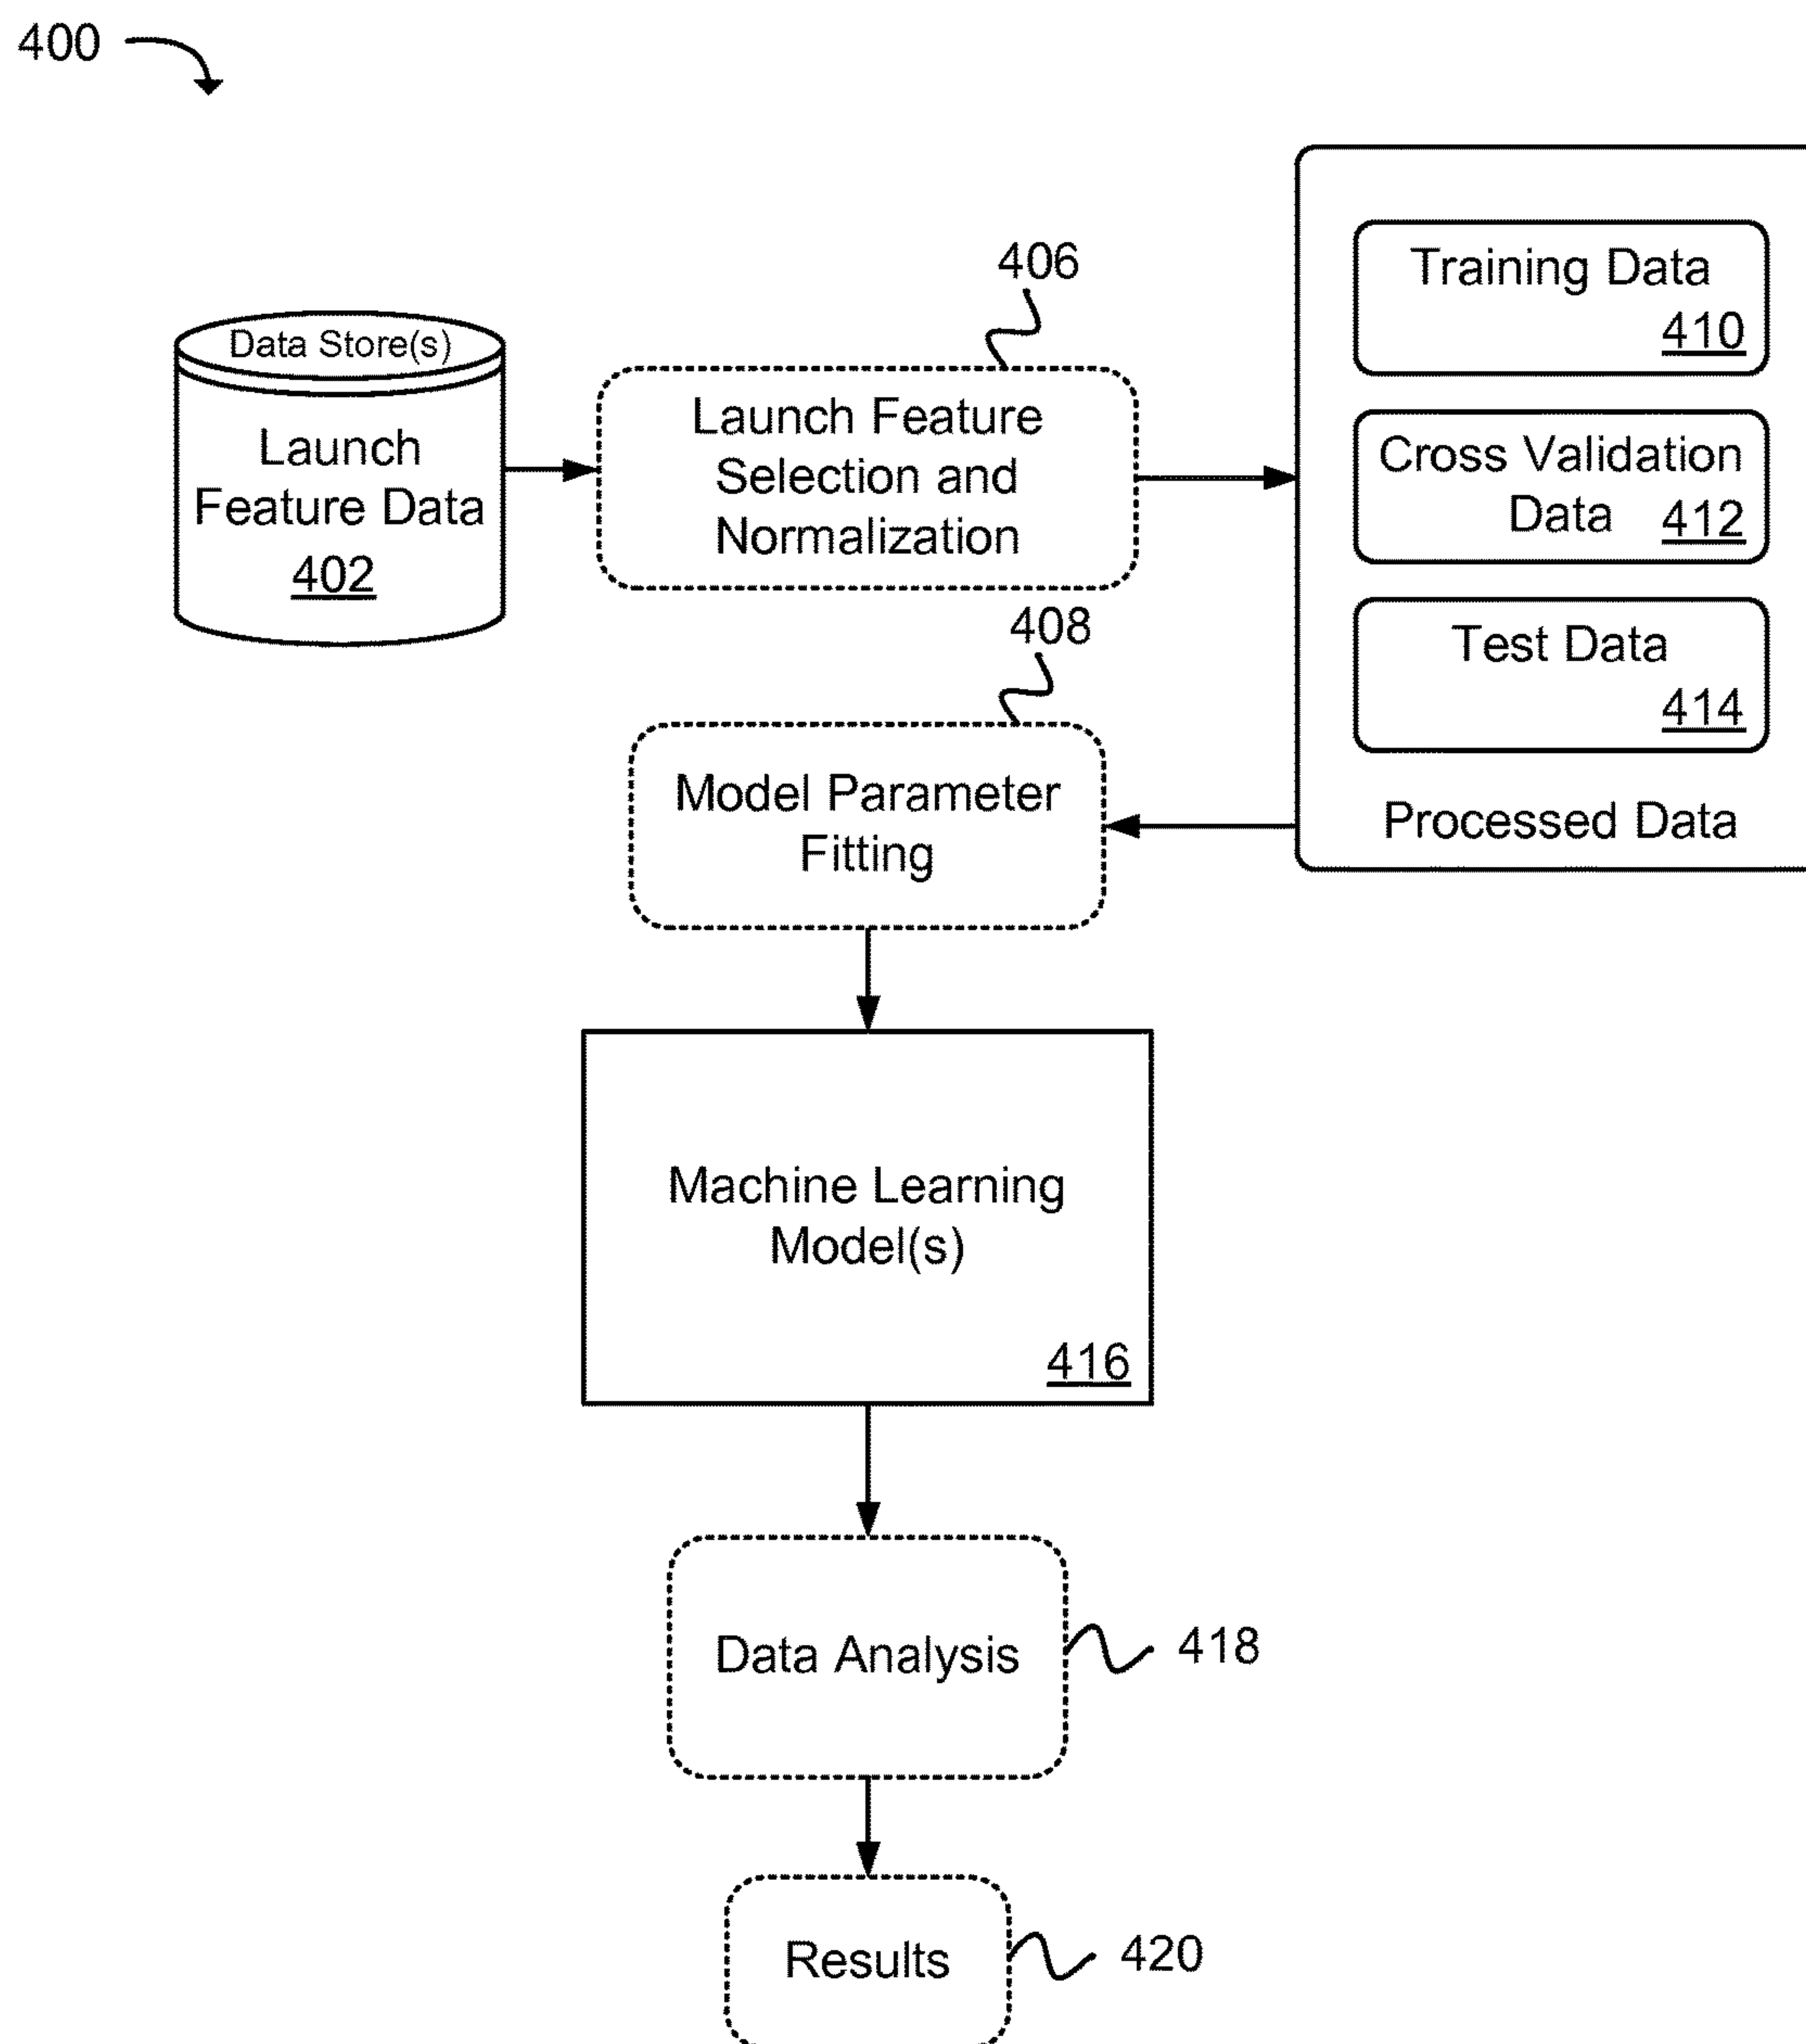 400
406
Training Data
410
Data Store(s)
Launch
Feature Data
402
Launch Feature
Selection and
Normalization
Cross Validation
Data 412
408
Test Data
414
Model Parameter
Fitting
Processed Data
Machine Learning
Model(s)
416
Data Analysis
418
Results
420